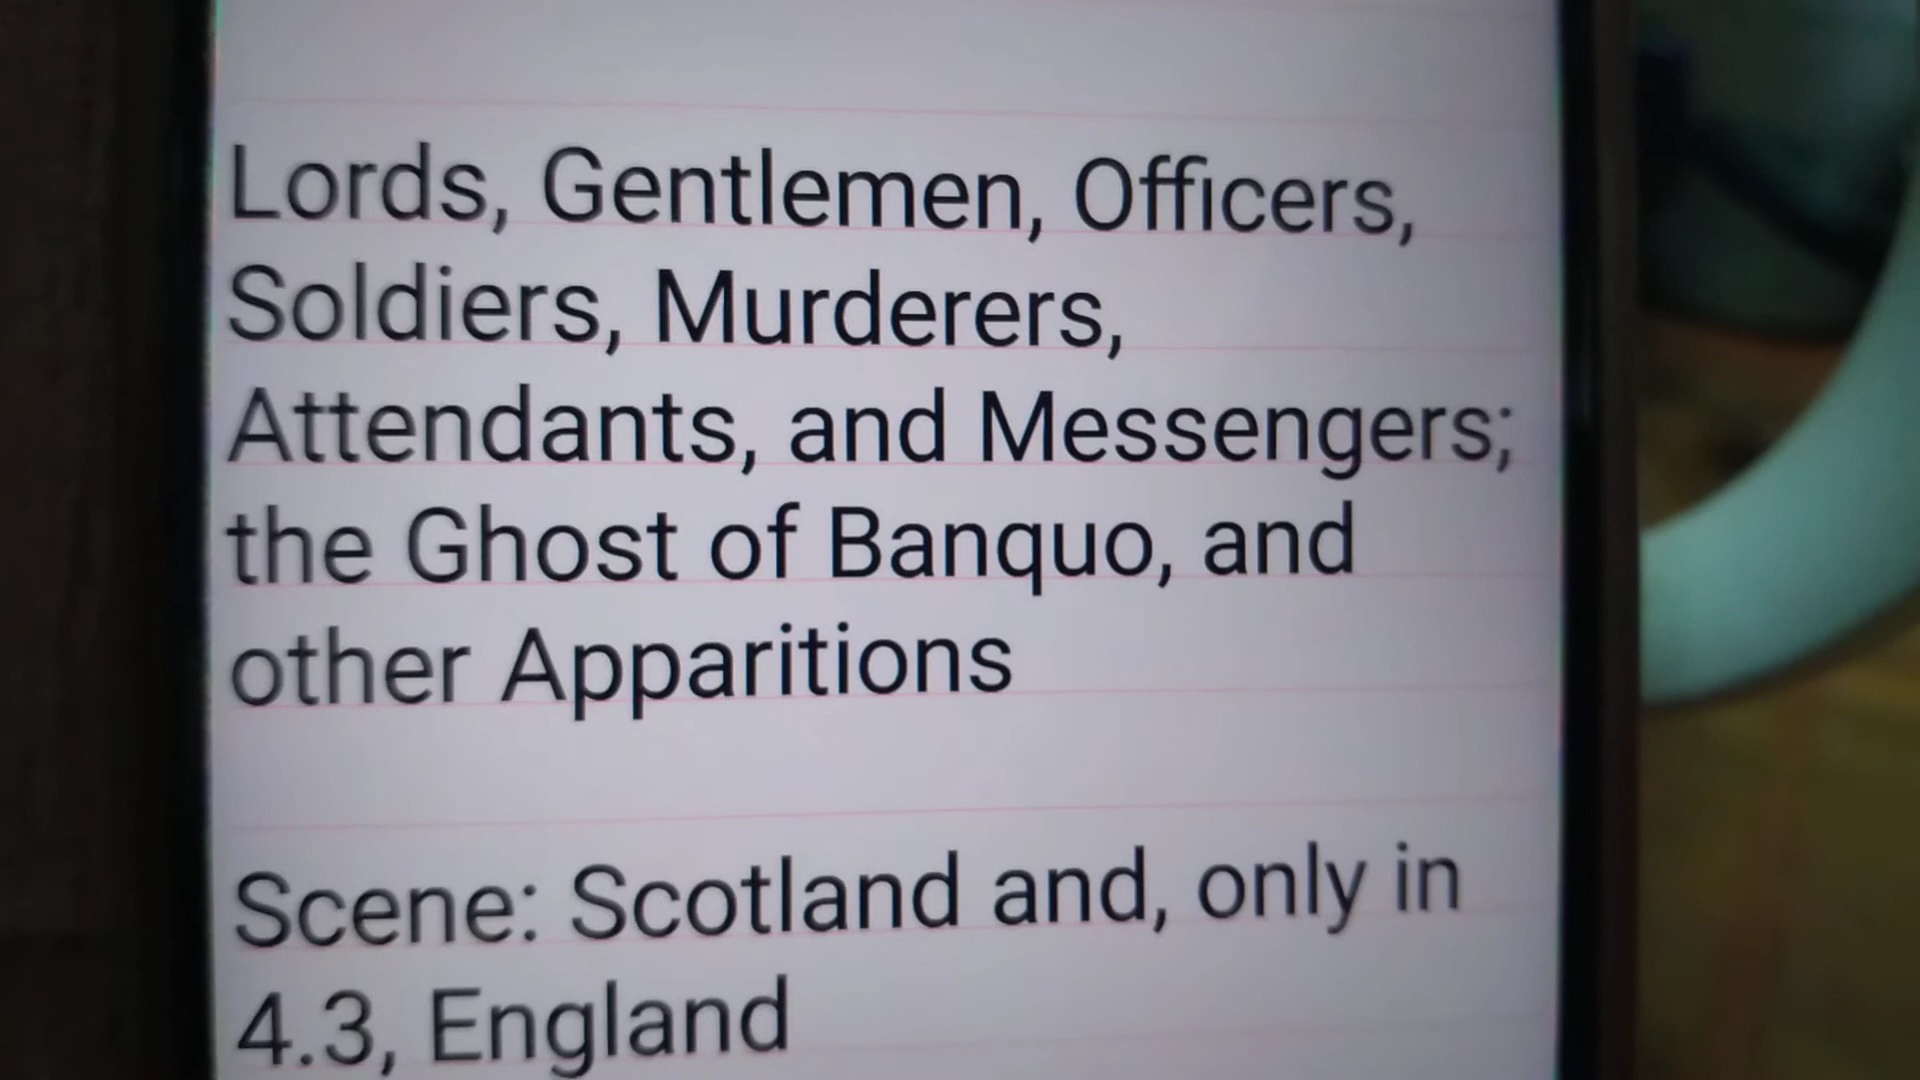 Lords, Gentlemen, Officers,
Soldiers, Murderers,
Attendants, and Messengers;
the Ghost of Banquo, and
other Apparitions
Scene: Scotland and, only in
4.3, England